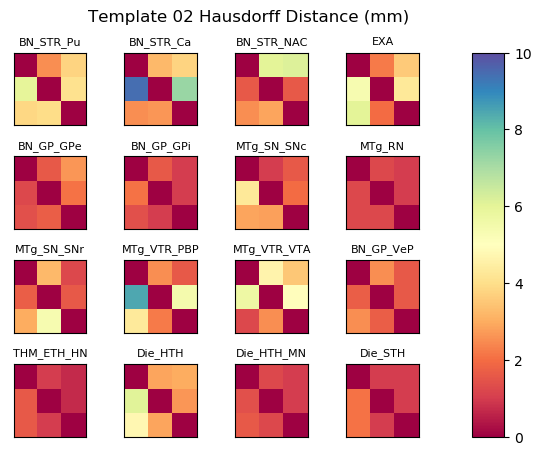 Template 02 Hausdorff Distance (mm)
BN_STR_Pu BN_STR_Ca BN_STR_NAC EXA
BN_GP_GPe BN_GP_GPi MTg_SN_SNc MTg_RN
MTg_SN_SNr MTg_VTR_PBP MTg_VTR_VTA BN_GP_VeP
THM_ETH_HN Die_HTH Die_HTH_MN Die_STH
10
8
6
4
2
0